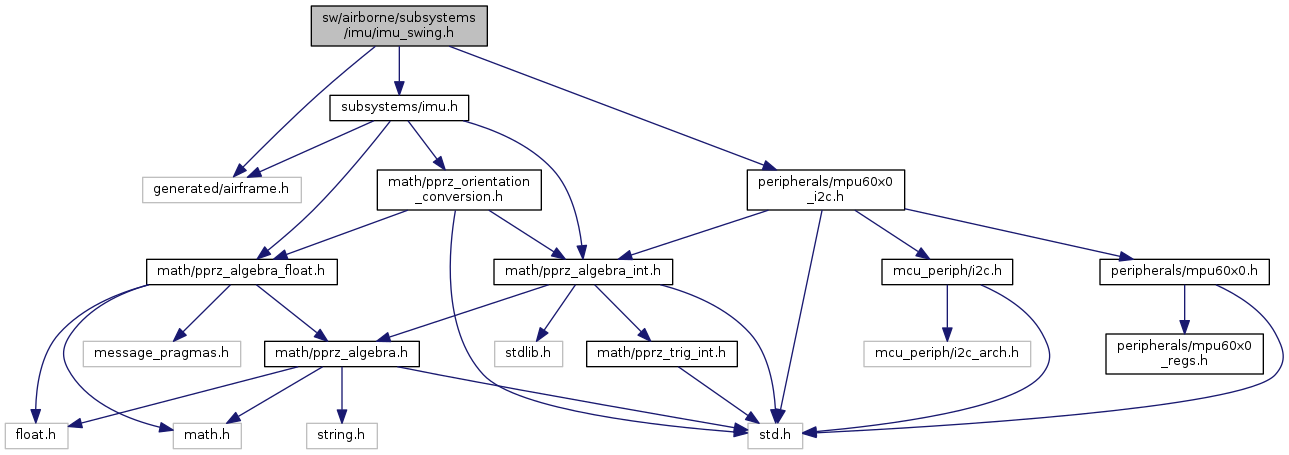 sw/airborne/subsystems
/imu/imu_swing.h
subsystems/imu.h
generated/airframe.h
math/pprz_orientation
_conversion.h
peripherals/mpu60x0
_i2c.h
math/pprz_algebra_float.h
math/pprz_algebra_int.h
mcu_periph/i2c.h
peripherals/mpu60x0.h
message_pragmas.h
math/pprz_algebra.h
stdlib.h
math/pprz_trig_int.h
mcu_periph/i2c_arch.h
peripherals/mpu60x0
_regs.h
float.h
math.h
string.h
std.h